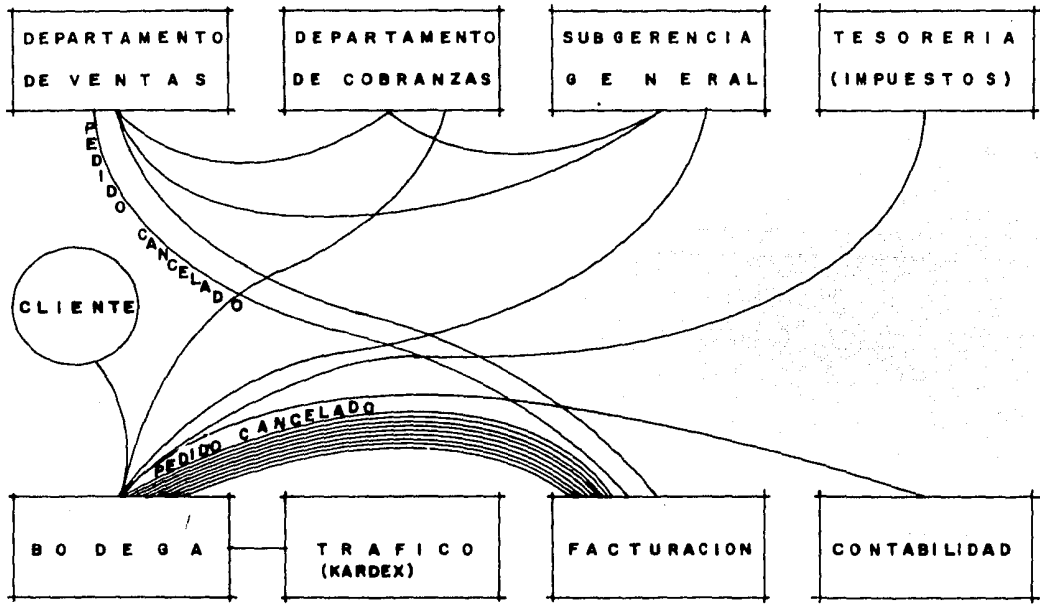 DEPARTAMENTO
DE VENTAS
DEPARTAMENTO
DE COBRANZAS
SUBGERENCIA
GENERAL
TESORERIA
(IMPUESTOS)
PEDIDO CANCELADO
CLIENTE
PEDIDO CANCELADO
BODEGA
TRAFICO
(KARDEX)
FACTURACION
CONTABILIDAD